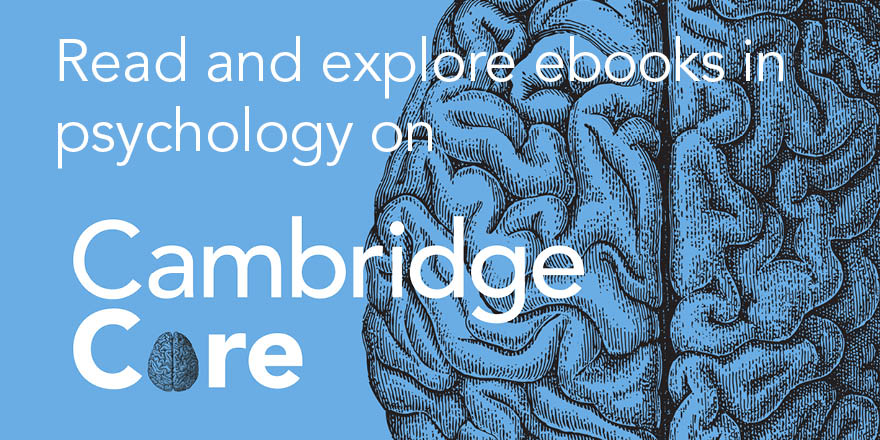 Read and explore ebooks in
psychology on
Cambridge
Core